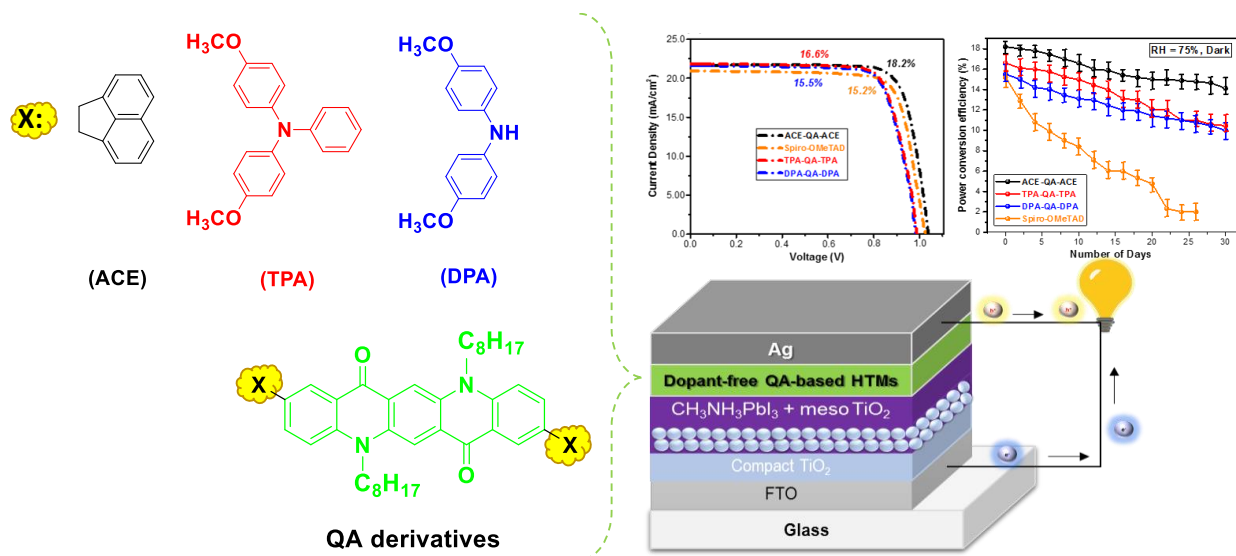 X:
(ACE)
H₃CO
N
H₃CO
(TPA)
H₃CO
NH
H₃CO
(DPA)
C₈H₁₇
X
O
N
N
O
X
C₈H₁₇
QA derivatives
25.0
20.0
15.0
10.0
5.00
0.00
0.0 0.2 0.4 0.6 0.8 1.0
Current Density (mA/cm²)
Voltage (V)
16.6%
18.2%
15.5%
15.2%
ACE-QA-ACE
Spiro-OMeTAD
TPA-QA-TPA
DPA-QA-DPA
RH = 75%, Dark
18
16
14
12
10
8
6
4
2
0
0 5 10 15 20 25 30
Power conversion efficiency (%)
Number of Days
ACE-QA-ACE
TPA-QA-TPA
DPA-QA-DPA
Spiro-OMeTAD
Ag
Dopant-free QA-based HTMs
CH₃NH₃PbI₃ + meso TiO₂
Compact TiO₂
FTO
Glass